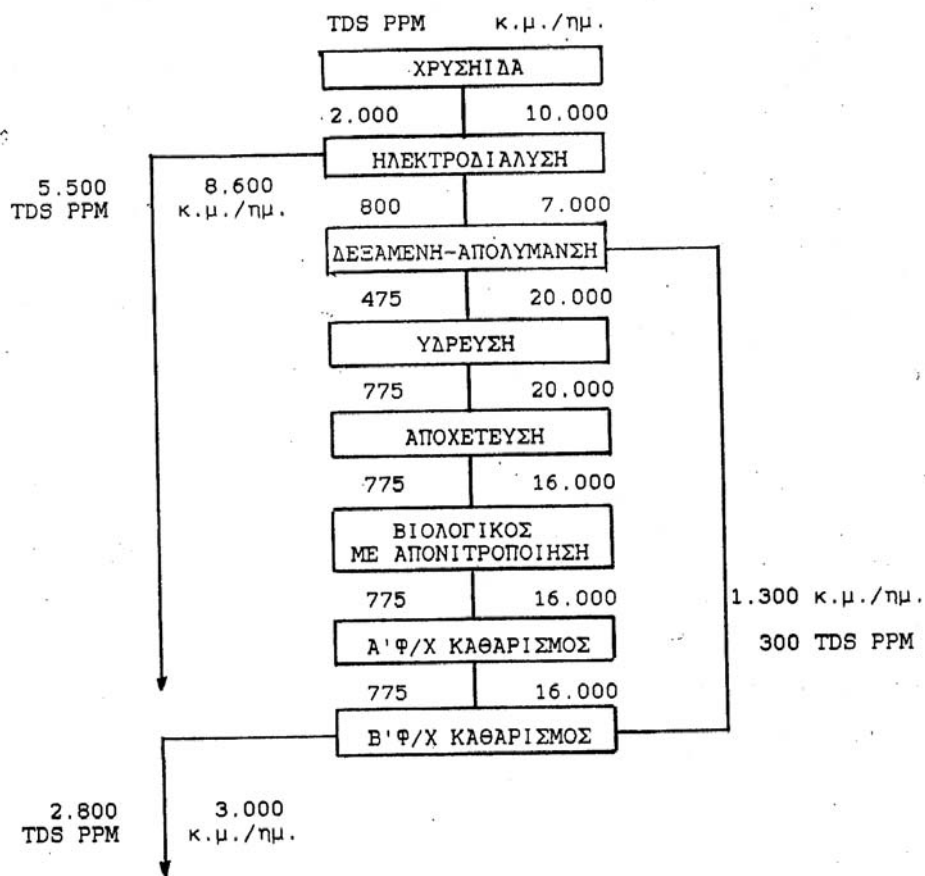 TDS PPM κ.μ./ημ.
ΧΡΥΣΗΙΔΑ
2.000 10.000
ΗΛΕΚΤΡΟΔΙΑΛΥΣΗ
5.500 8.600
TDS PPM κ.μ./ημ.
800 7.000
ΔΕΞΑΜΕΝΗ-ΑΠΟΛΥΜΑΝΣΗ
475 20.000
ΥΔΡΕΥΣΗ
775 20.000
ΑΠΟΧΕΤΕΥΣΗ
775 16.000
ΒΙΟΛΟΓΙΚΟΣ
ΜΕ ΑΠΟΝΙΤΡΟΠΟΙΗΣΗ
775 16.000
1.300 κ.μ./ημ.
300 TDS PPM
Α'Φ/Χ ΚΑΘΑΡΙΣΜΟΣ
775 16.000
Β'Φ/Χ ΚΑΘΑΡΙΣΜΟΣ
2.800 3.000
TDS PPM κ.μ./ημ.